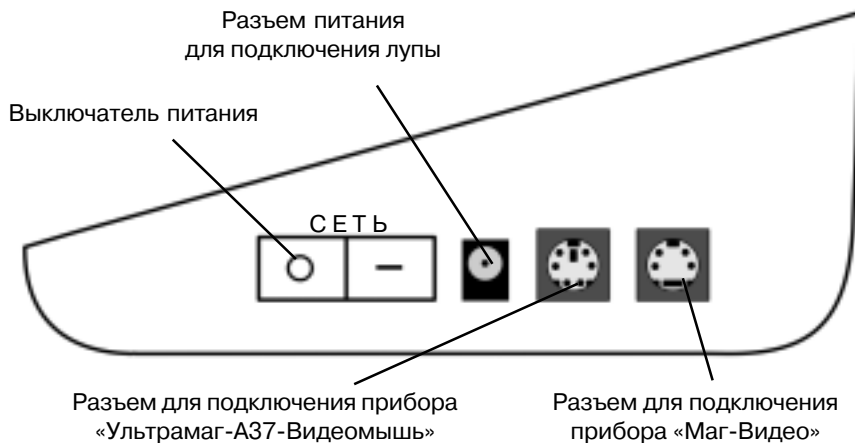 Разъем питания
для подключения лупы
Выключатель питания
СЕТЬ
Разъем для подключения прибора
«Ультрамаг-А37-Видеомышь»
Разъем для подключения
прибора «Маг-Видео»